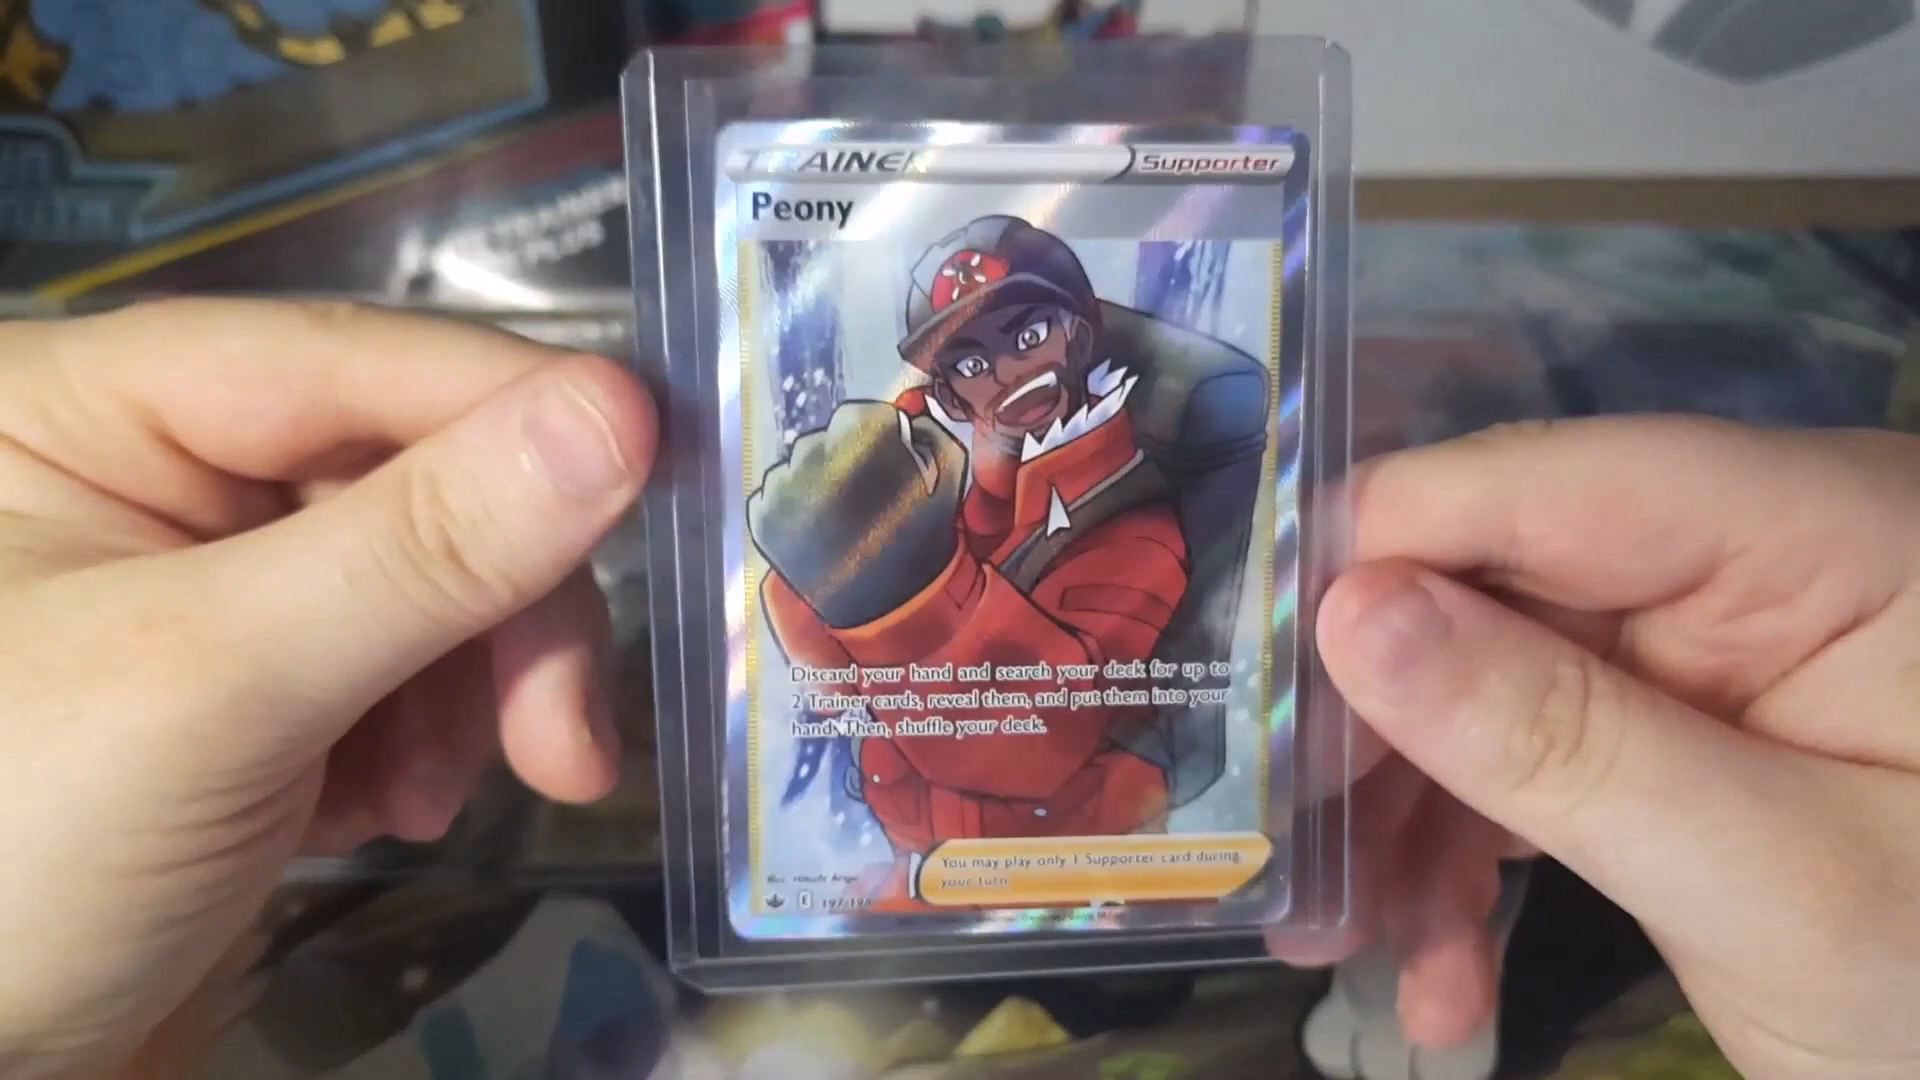 TRAINER
Supporter
Peony
Discard your hand and search your deck for up to
2 Trainer cards, reveal them, and put them into your
hand. Then, shuffle your deck.
You may play only 1 Supporter card during
your turn.
E 197/198